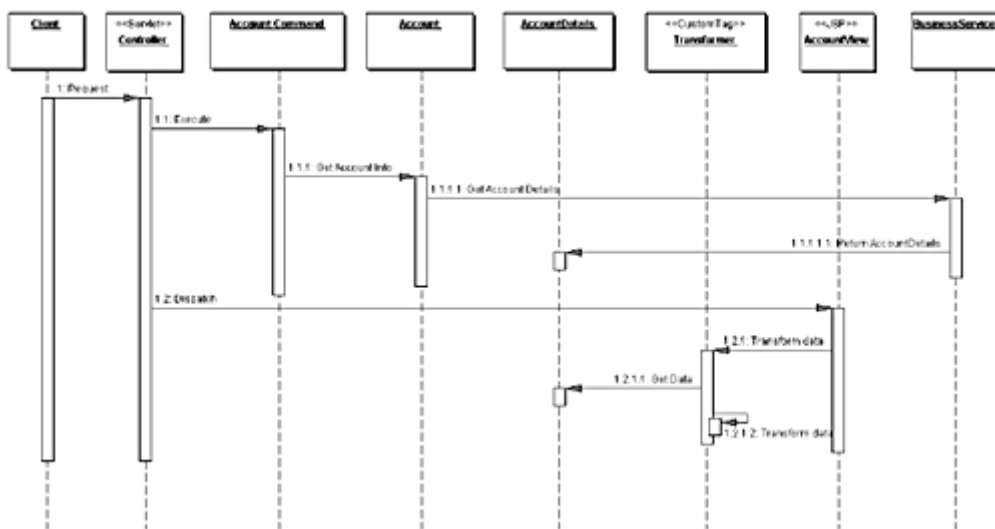 Client
<<Servlet>>
Controller
Account Command
Account
AccountDetails
<<CustomTag>>
Transformer
<<JSP>>
AccountView
BusinessService
1: Request
1.1: Execute
1.1.1: Get Account Info
1.1.1.1: Get Account Details
1.1.1.1.1: Return AccountDetails
1.2: Dispatch
1.2.1: Transform data
1.2.1.1: Get Data
1.2.1.2: Transform data